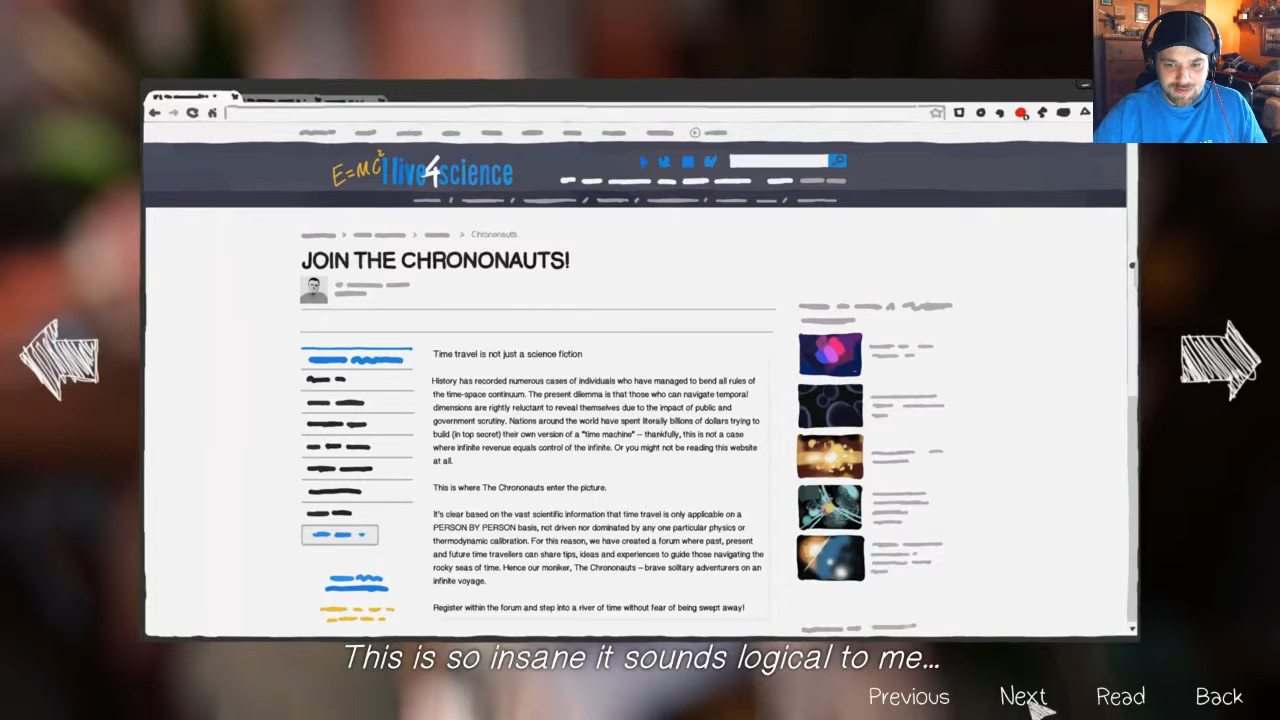 E=MC2 I live4science
Chrononauts
JOIN THE CHRONONAUTS!
Time travel is not just a science fiction
History has recorded numerous cases of individuals who have managed to bend all rules of
the time-space continuum. The present dilemma is that those who can navigate temporal
dimensions are rightly reluctant to reveal themselves due to the impact of public and
government scrutiny. Nations around the world have spent literally billions of dollars trying to
build (in top secret) their own version of a "time machine" – thankfully, this is not a case
where infinite revenue equals control of the infinite. Or you might not be reading this website
at all.
This is where The Chrononauts enter the picture.
It's clear based on the vast scientific information that time travel is only applicable on a
PERSON BY PERSON basis, not driven nor dominated by any one particular physics or
thermodynamic calibration. For this reason, we have created a forum where past, present
and future time travellers can share tips, ideas and experiences to guide those navigating the
rocky seas of time. Hence our moniker, The Chrononauts – brave solitary adventurers on an
infinite voyage.
Register within the forum and step into a river of time without fear of being swept away!
This is so insane it sounds logical to me...
Previous Next Read Back